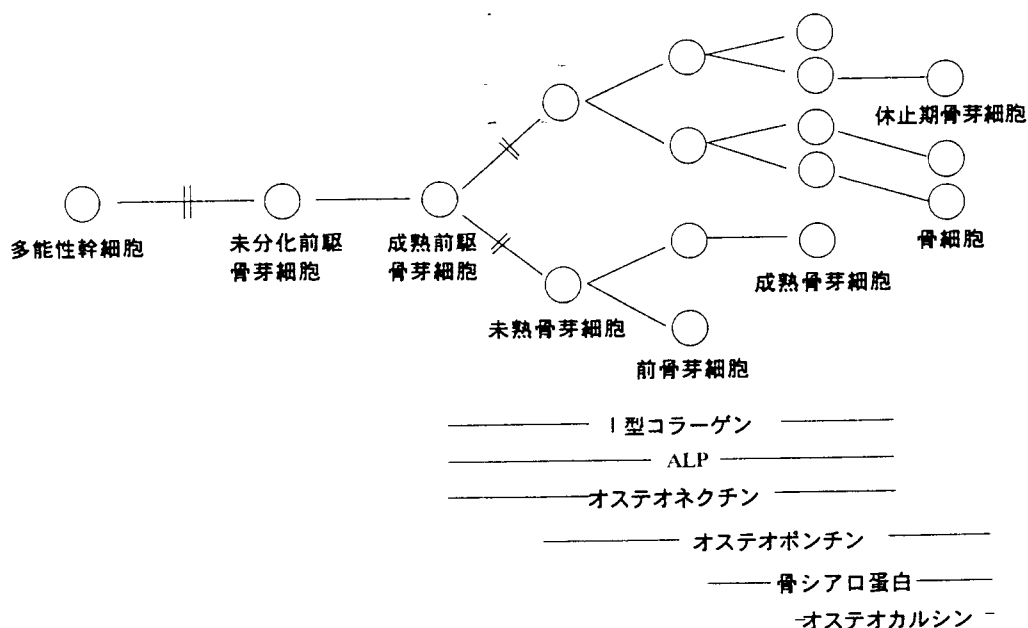 休止期骨芽細胞
多能性幹細胞
未分化前駆
骨芽細胞
成熟前駆
骨芽細胞
骨細胞
成熟骨芽細胞
未熟骨芽細胞
前骨芽細胞
I型コラーゲン
ALP
オステオネクチン
オステオポンチン
骨シアロ蛋白
オステオカルシン